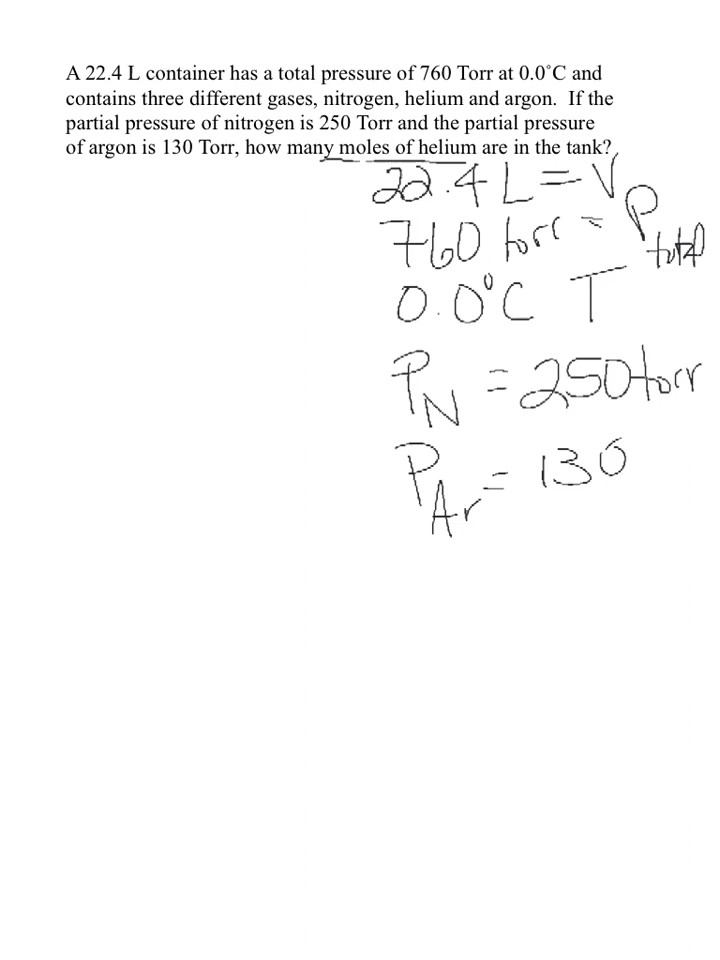 A 22.4 L container has a total pressure of 760 Torr at 0.0˚C and
contains three different gases, nitrogen, helium and argon.  If the
partial pressure of nitrogen is 250 Torr and the partial pressure
of argon is 130 Torr, how many moles of helium are in the tank?
22.4 L = V
760 torr = P total
0.0°C T
P N = 250 torr
P Ar = 130